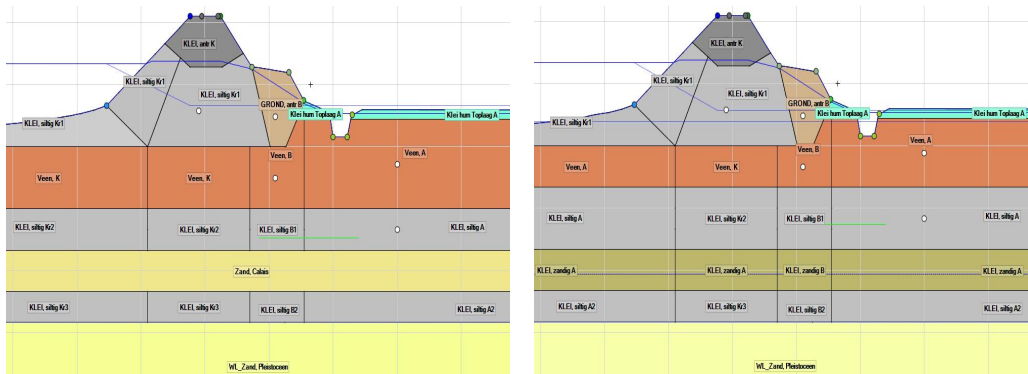 KLEI, antr K
KLEI, siltig Kr1
KLEI, siltig Kr1
GROND, antr B
Klei hum Toplaag A
Klei hum Toplaag A
KLEI, siltig Kr1
Veen, B
Veen, A
Veen, K
Veen, K
KLEI, siltig Kr2
KLEI, siltig Kr2
KLEI, siltig B1
KLEI, siltig A
Zand, Calais
KLEI, siltig Kr3
KLEI, siltig Kr3
KLEI, siltig B2
KLEI, siltig A2
WL_Zand, Pleistoceen
KLEI, antr K
KLEI, siltig Kr1
KLEI, siltig Kr1
GROND, antr B
Klei hum Toplaag A
Klei hum Toplaag A
KLEI, siltig Kr1
Veen, B
Veen, A
Veen, A
Veen, K
KLEI, siltig A
KLEI, siltig Kr2
KLEI, siltig B1
KLEI, siltig A
KLEI, zandig A
KLEI, zandig A
KLEI, zandig B
KLEI, zandig A
KLEI, siltig A2
KLEI, siltig Kr3
KLEI, siltig B2
KLEI, siltig A2
WL_Zand, Pleistoceen